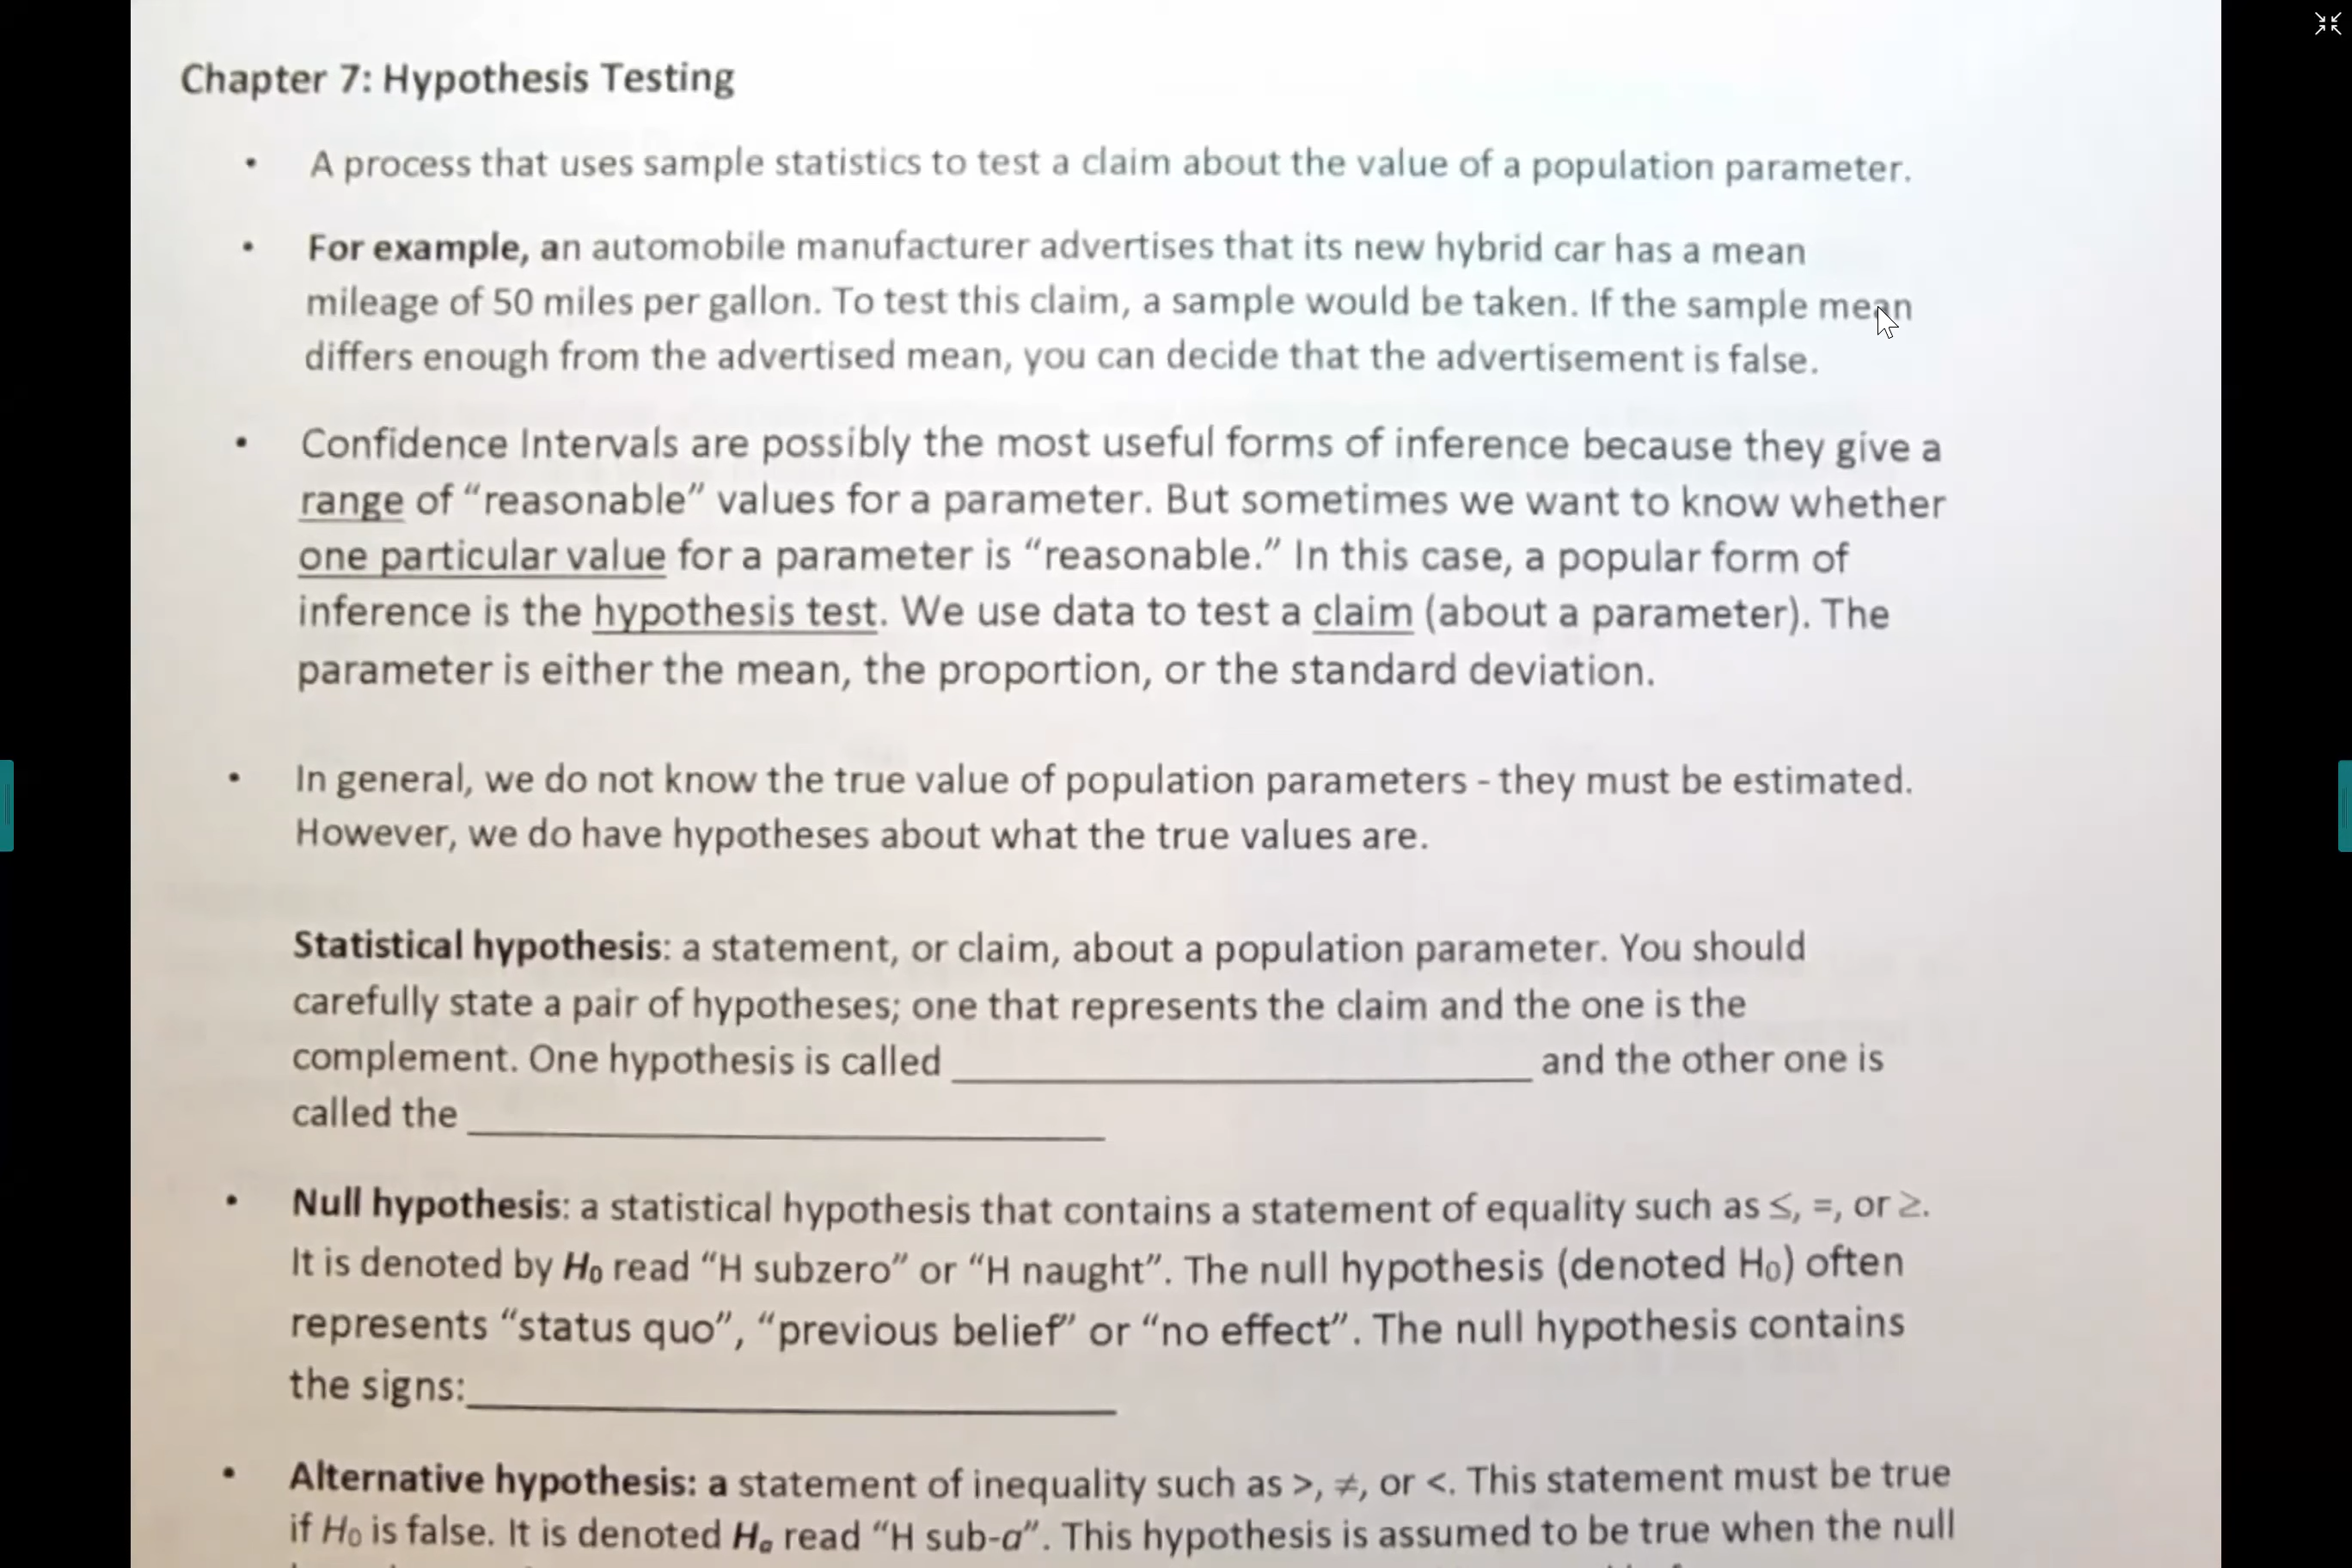 Chapter 7: Hypothesis Testing
• A process that uses sample statistics to test a claim about the value of a population parameter.
• For example, an automobile manufacturer advertises that its new hybrid car has a mean
mileage of 50 miles per gallon. To test this claim, a sample would be taken. If the sample mean
differs enough from the advertised mean, you can decide that the advertisement is false.
• Confidence Intervals are possibly the most useful forms of inference because they give a
range of “reasonable” values for a parameter. But sometimes we want to know whether
one particular value for a parameter is “reasonable.” In this case, a popular form of
inference is the hypothesis test. We use data to test a claim (about a parameter). The
parameter is either the mean, the proportion, or the standard deviation.
• In general, we do not know the true value of population parameters - they must be estimated.
However, we do have hypotheses about what the true values are.
Statistical hypothesis: a statement, or claim, about a population parameter. You should
carefully state a pair of hypotheses; one that represents the claim and the one is the
complement. One hypothesis is called ____________________ and the other one is
called the ____________________
• Null hypothesis: a statistical hypothesis that contains a statement of equality such as ≤, =, or ≥.
It is denoted by H₀ read “H subzero” or “H naught”. The null hypothesis (denoted H₀) often
represents “status quo”, “previous belief” or “no effect”. The null hypothesis contains
the signs:____________________
• Alternative hypothesis: a statement of inequality such as >, ≠, or <. This statement must be true
if H₀ is false. It is denoted Hₐ read “H sub-a”. This hypothesis is assumed to be true when the null